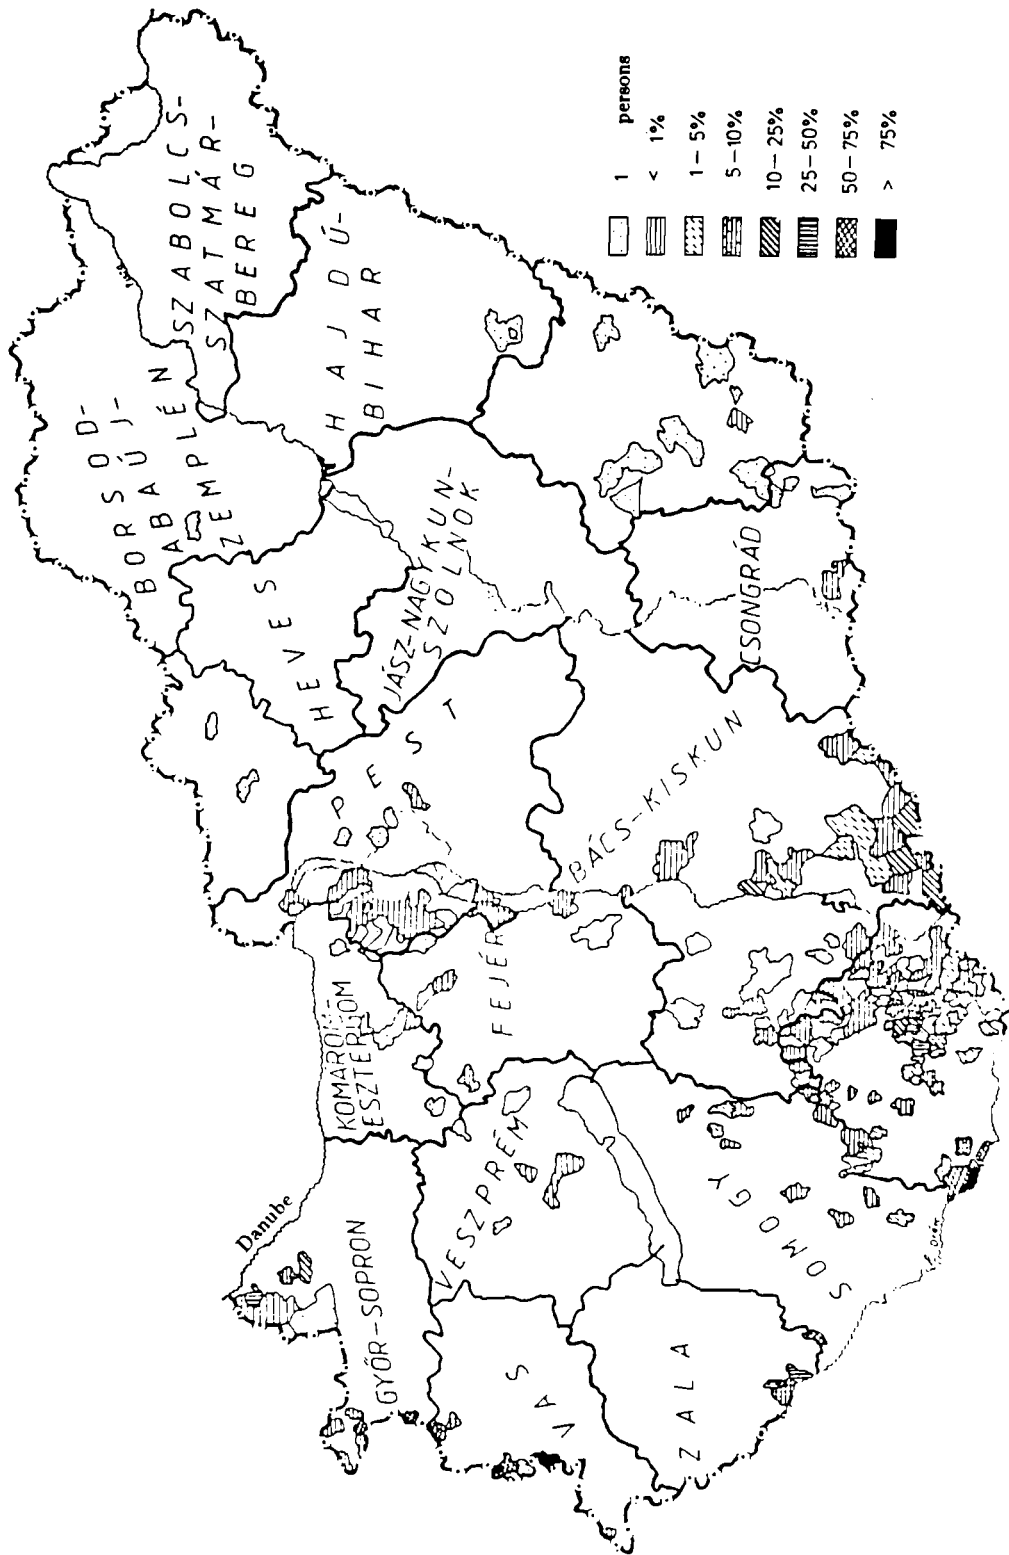 BORSOD-
ABAÚJ-
ZEMPLÉN
SZABOLCS-
SZATMÁR-
BEREG
HEVES
HAJDÚ-
BIHAR
JÁSZ-NAGYKUN-
SZOLNOK
PEST
Danube
KOMÁROM
ESZTERGOM
GYŐR-SOPRON
VESZPRÉM
FEJÉR
VAS
ZALA
SOMOGY
BÁCS-KISKUN
CSONGRÁD
1 persons
< 1%
1-5%
5-10%
10-25%
25-50%
50-75%
> 75%